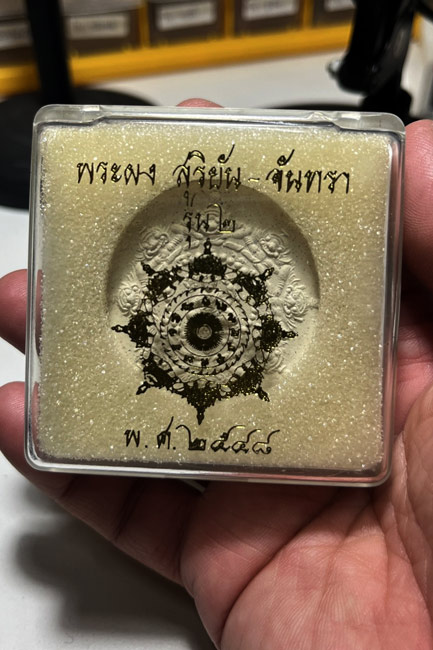 พระผง สุริยัน - จันทรา
รุ่น ๒
พ.ศ. ๒๕๔๘